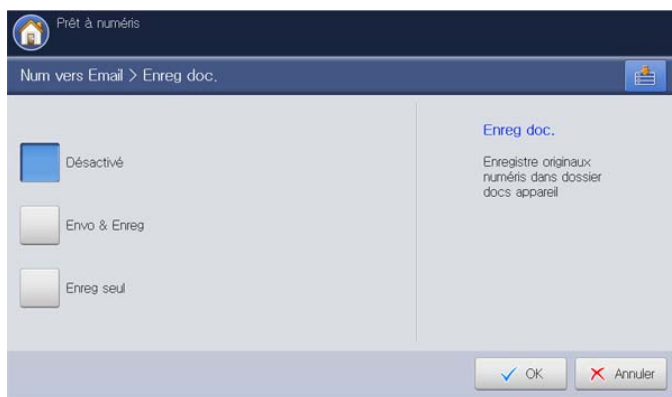 Prêt à numéris
Num vers Email > Enreg doc.
Enreg doc.
Enregistre originaux
numéris dans dossier
docs appareil
Désactivé
Envo & Enreg
Enreg seul
OK
Annuler